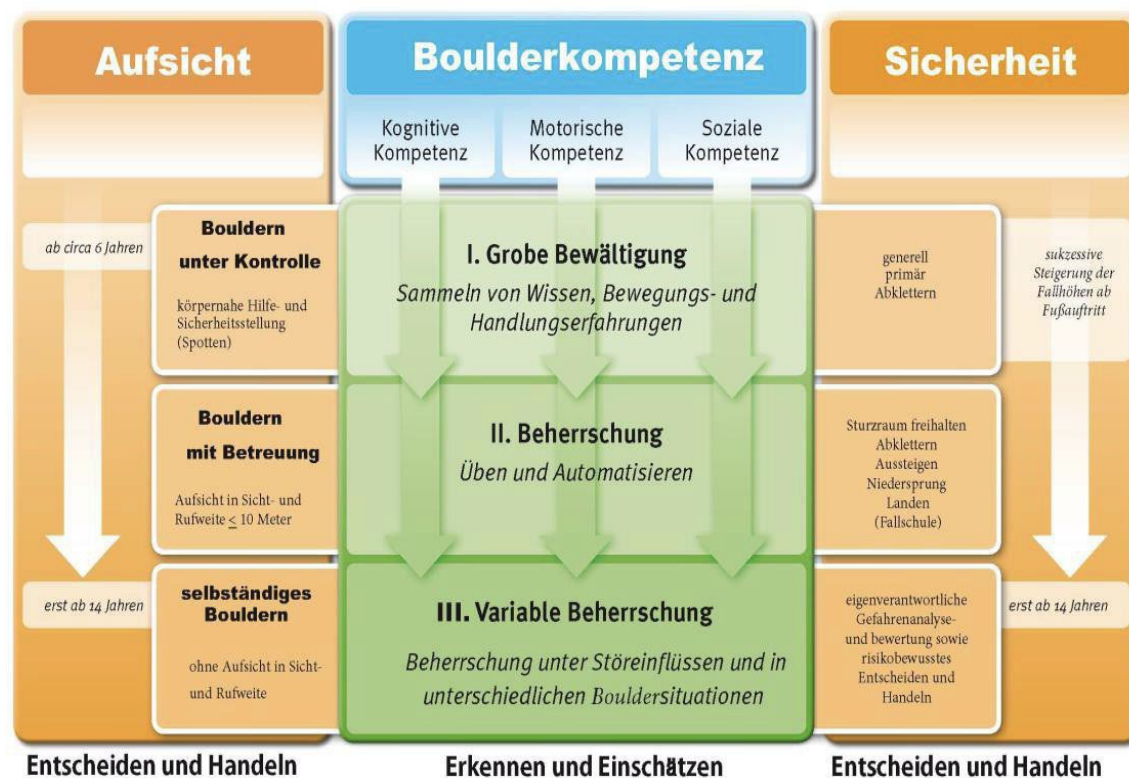 Aufsicht
Boulderkompetenz
Sicherheit
Kognitive
Kompetenz
Motorische
Kompetenz
Soziale
Kompetenz
ab circa 6 Jahren
Bouldern
unter Kontrolle
körpernahe Hilfe- und
Sicherheitsstellung
(Spotten)
I. Grobe Bewältigung
Sammeln von Wissen, Bewegungs- und
Handlungserfahrungen
generell
primär
Abklettern
sukzessive
Steigerung der
Fallhöhen ab
Fußauftritt
Bouldern
mit Betreuung
Aufsicht in Sicht- und
Rufweite ≤ 10 Meter
II. Beherrschung
Üben und Automatisieren
Sturzraum freihalten
Abklettern
Aussteigen
Niedersprung
Landen
(Fallschule)
erst ab 14 Jahren
selbständiges
Bouldern
ohne Aufsicht in Sicht-
und Rufweite
III. Variable Beherrschung
Beherrschung unter Störeinflüssen und in
unterschiedlichen Bouldersituationen
eigenverantwortliche
Gefahrenanalyse-
und bewertung sowie
risikobewusstes
Entscheiden und
Handeln
erst ab 14 Jahren
Entscheiden und Handeln
Erkennen und Einschätzen
Entscheiden und Handeln